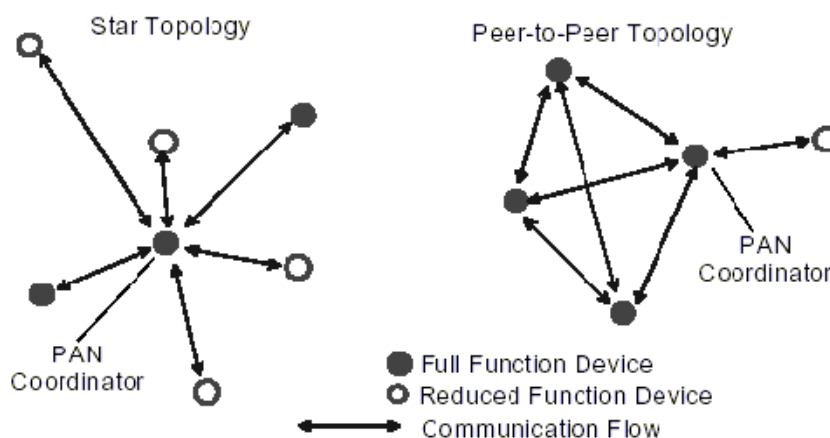 Star Topology
Peer-to-Peer Topology
PAN
Coordinator
PAN
Coordinator
Full Function Device
Reduced Function Device
Communication Flow